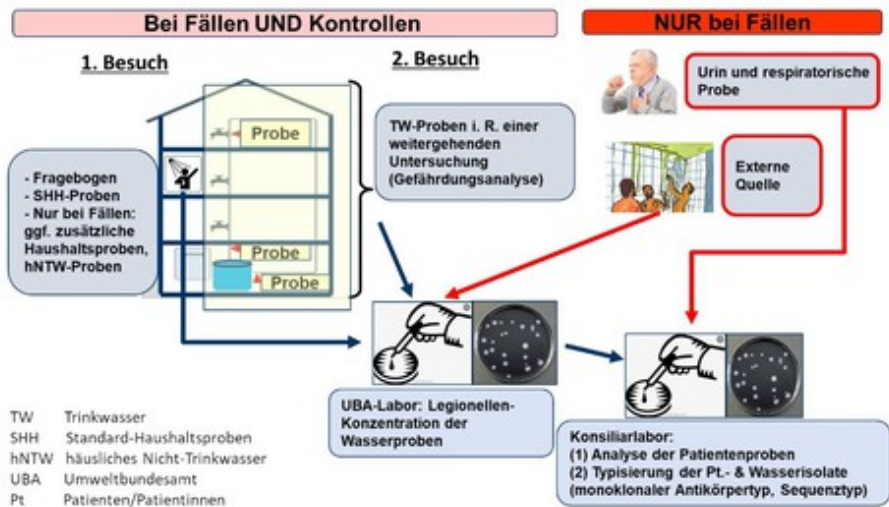 Bei Fällen UND Kontrollen
NUR bei Fällen
1. Besuch
2. Besuch
- Fragebogen
- SHH-Proben
- Nur bei Fällen:
ggf. zusätzliche
Haushaltsproben,
hNTW-Proben
Probe
Probe
Probe
TW-Proben i. R. einer
weitergehenden
Untersuchung
(Gefährdungsanalyse)
Urin und respiratorische
Probe
Externe
Quelle
UBA-Labor: Legionellen-
Konzentration der
Wasserproben
Konsiliarlabor:
(1) Analyse der Patientenproben
(2) Typisierung der Pt.- & Wasserisolate
(monoklonaler Antikörpertyp, Sequenztyp)
TW Trinkwasser
SHH Standard-Haushaltsproben
hNTW häusliches Nicht-Trinkwasser
UBA Umweltbundesamt
Pt Patienten/Patientinnen